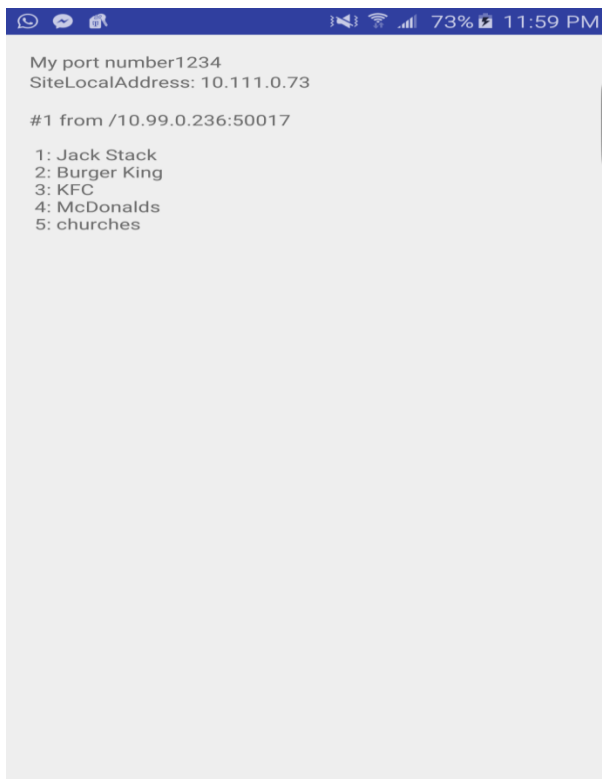 73% 11:59 PM
My port number1234
SiteLocalAddress: 10.111.0.73
#1 from /10.99.0.236:50017
1: Jack Stack
2: Burger King
3: KFC
4: McDonalds
5: churches